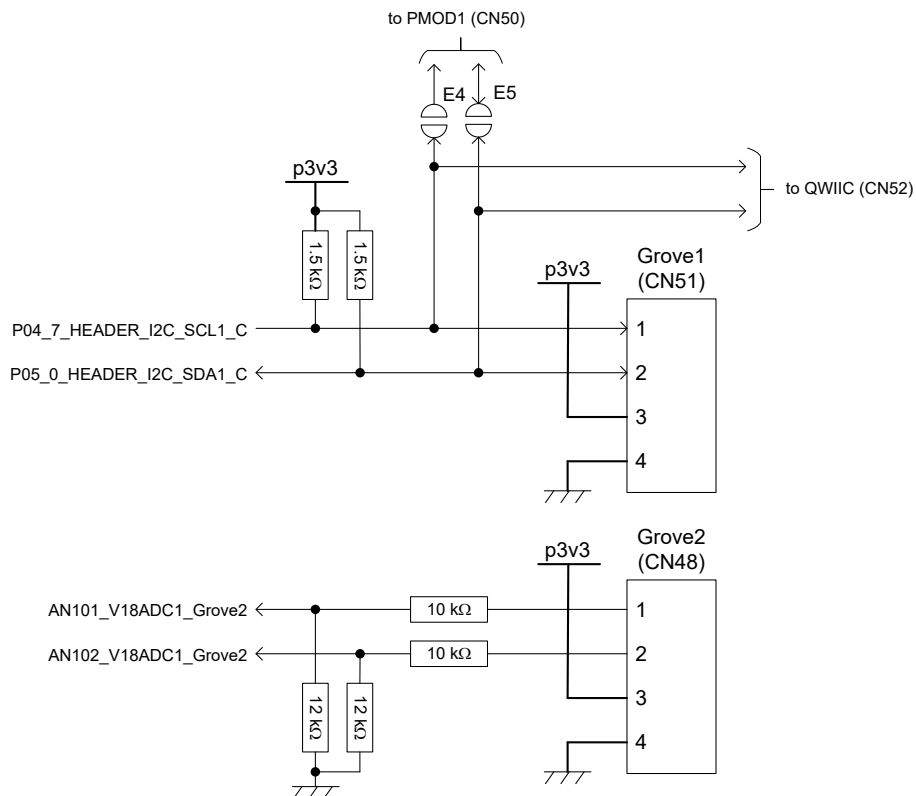 to PMOD1 (CN50)
E4
E5
p3v3
to QWIIC (CN52)
1.5 kΩ
1.5 kΩ
Grove1
(CN51)
p3v3
P04_7_HEADER_I2C_SCL1_C
1
P05_0_HEADER_I2C_SDA1_C
2
3
4
Grove2
(CN48)
p3v3
AN101_V18ADC1_Grove2
10 kΩ
1
AN102_V18ADC1_Grove2
10 kΩ
2
12 kΩ
12 kΩ
3
4